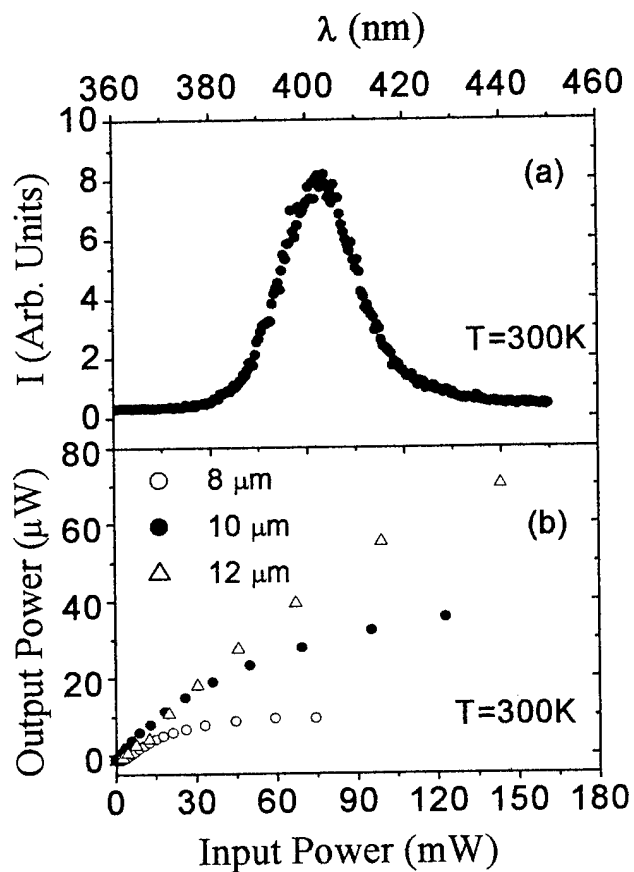 λ (nm)
360 380 400 420 440 460
10
8
6
4
2
0
I (Arb. Units)
(a)
T=300K
80
60
40
20
0
Output Power (μW)
8 μm
10 μm
12 μm
(b)
T=300K
0 30 60 90 120 150 180
Input Power (mW)